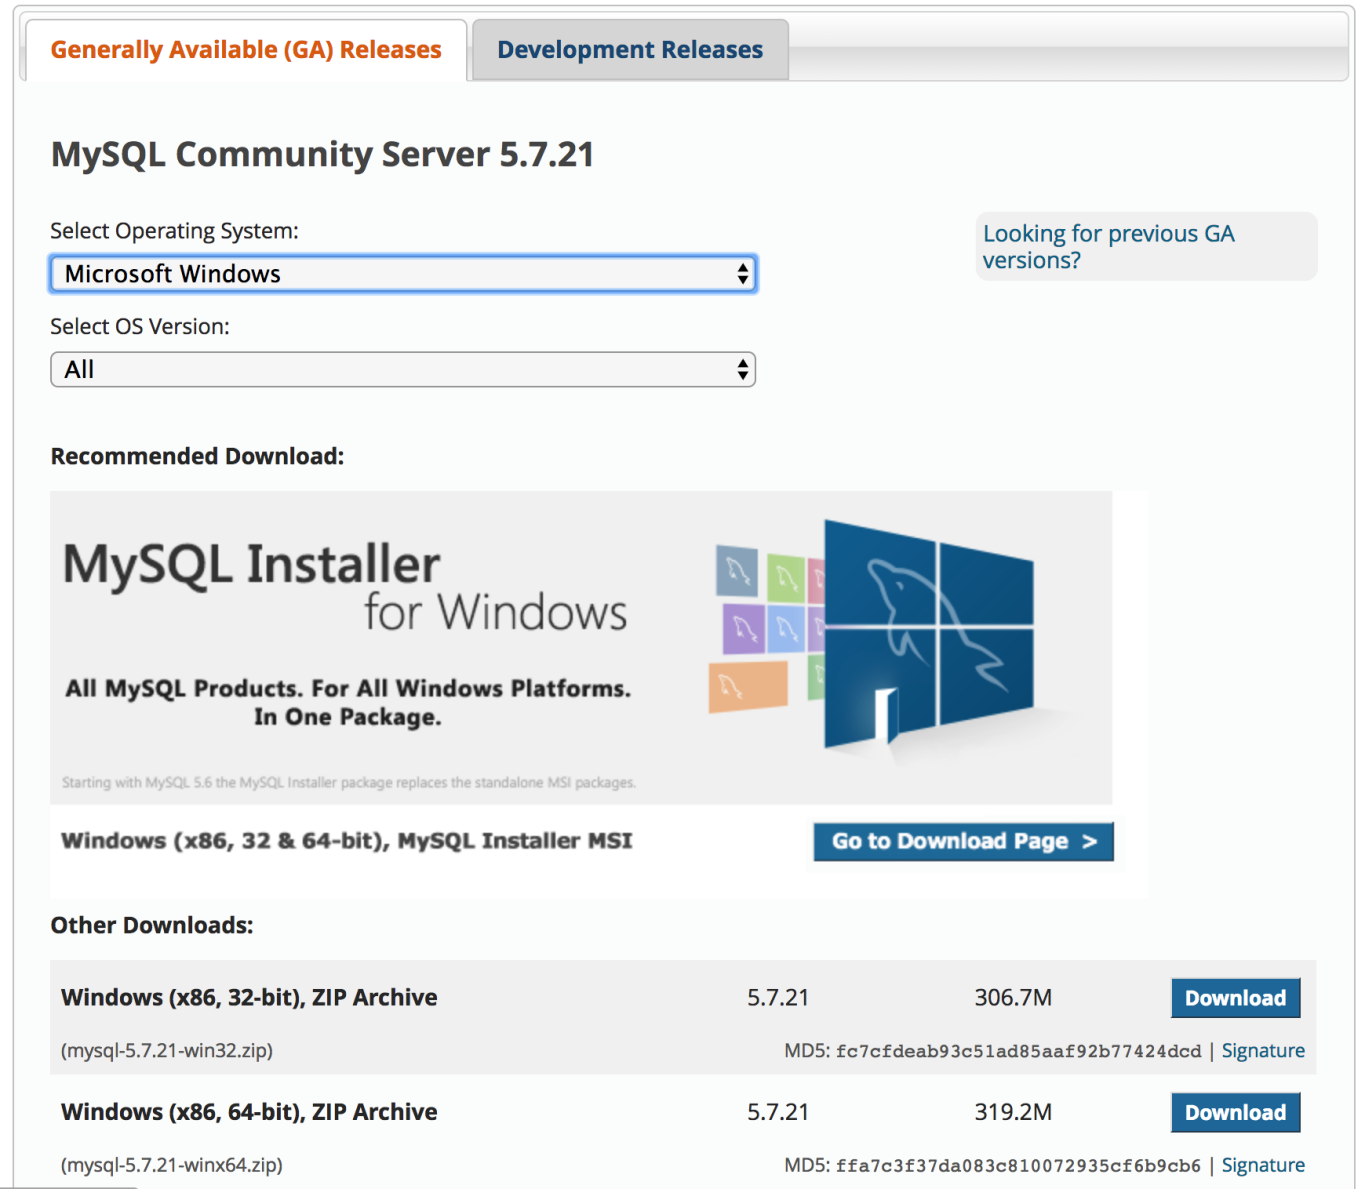 Generally Available (GA) Releases
Development Releases
MySQL Community Server 5.7.21
Select Operating System:
Looking for previous GA
versions?
Microsoft Windows
Select OS Version:
All
Recommended Download:
MySQL Installer
for Windows
All MySQL Products. For All Windows Platforms.
In One Package.
Starting with MySQL 5.6 the MySQL Installer package replaces the standalone MSI packages.
Windows (x86, 32 & 64-bit), MySQL Installer MSI
Go to Download Page >
Other Downloads:
Windows (x86, 32-bit), ZIP Archive 5.7.21 306.7M Download
(mysql-5.7.21-win32.zip) MD5: fc7cfdeab93c51ad85aaf92b77424dcd | Signature
Windows (x86, 64-bit), ZIP Archive 5.7.21 319.2M Download
(mysql-5.7.21-winx64.zip) MD5: ffa7c3f37da083c810072935cf6b9cb6 | Signature